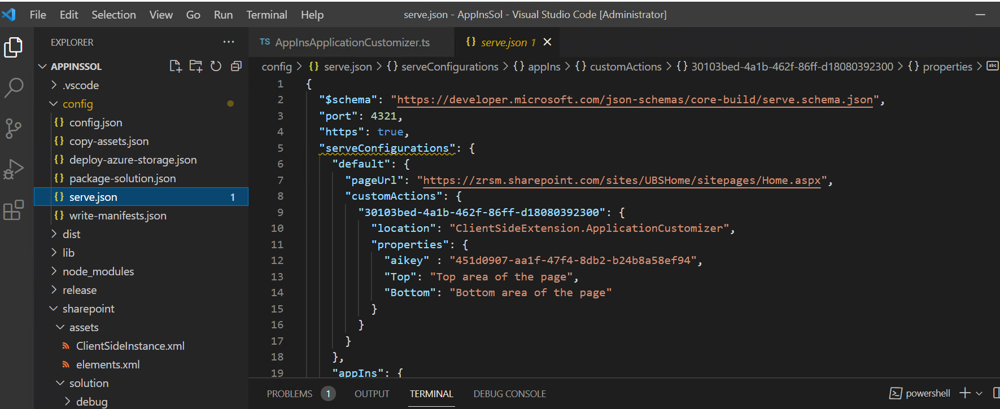 File Edit Selection View Go Run Terminal Help
serve.json - AppInsSol - Visual Studio Code [Administrator]
EXPLORER
APPINSSOL
.vscode
config
{} config.json
{} copy-assets.json
{} deploy-azure-storage.json
{} package-solution.json
{} serve.json 1
{} write-manifests.json
dist
lib
node_modules
release
sharepoint
assets
ClientSideInstance.xml
elements.xml
solution
debug
TS AppInsApplicationCustomizer.ts
{} serve.json 1
config > {} serve.json > {} serveConfigurations > {} appIns > {} customActions > {} 30103bed-4a1b-462f-86ff-d18080392300 > {} properties > abc
1 {
2 "$schema": "https://developer.microsoft.com/json-schemas/core-build/serve.schema.json",
3 "port": 4321,
4 "https": true,
5 "serveConfigurations": {
6 "default": {
7 "pageUrl": "https://zrsm.sharepoint.com/sites/UBSHome/sitepages/Home.aspx",
8 "customActions": {
9 "30103bed-4a1b-462f-86ff-d18080392300": {
10 "location": "ClientSideExtension.ApplicationCustomizer",
11 "properties": {
12 "aikey" : "451d0907-aa1f-47f4-8db2-b24b8a58ef94",
13 "Top": "Top area of the page",
14 "Bottom": "Bottom area of the page"
15 }
16 }
17 }
18 },
19 "appIns": {
PROBLEMS 1 OUTPUT TERMINAL DEBUG CONSOLE
powershell